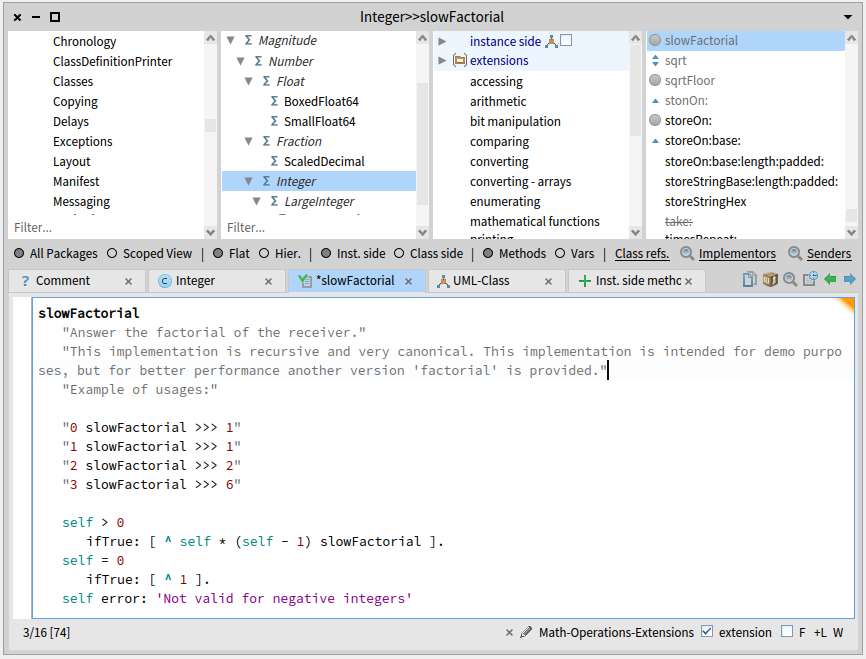 Integer>>slowFactorial
Chronology
ClassDefinitionPrinter
Classes
Copying
Delays
Exceptions
Layout
Manifest
Messaging
Filter...
Magnitude
Number
Float
BoxedFloat64
SmallFloat64
Fraction
ScaledDecimal
Integer
LargeInteger
Filter...
instance side
extensions
accessing
arithmetic
bit manipulation
comparing
converting
converting - arrays
enumerating
mathematical functions
printing
slowFactorial
sqrt
sqrtFloor
stonOn:
storeOn:
storeOn:base:
storeOn:base:length:padded:
storeStringBase:length:padded:
storeStringHex
take:
timesRepeat:
All Packages Scoped View | Flat Hier. | Inst. side Class side | Methods Vars | Class refs. Implementors Senders
? Comment × C Integer × *slowFactorial × UML-Class × Inst. side methc ×
slowFactorial
"Answer the factorial of the receiver."
"This implementation is recursive and very canonical. This implementation is intended for demo purpo
ses, but for better performance another version 'factorial' is provided."
"Example of usages:"
"0 slowFactorial >>> 1"
"1 slowFactorial >>> 1"
"2 slowFactorial >>> 2"
"3 slowFactorial >>> 6"
self > 0
ifTrue: [ ^ self * (self - 1) slowFactorial ].
self = 0
ifTrue: [ ^ 1 ].
self error: 'Not valid for negative integers'
3/16 [74] × Math-Operations-Extensions extension F +L W